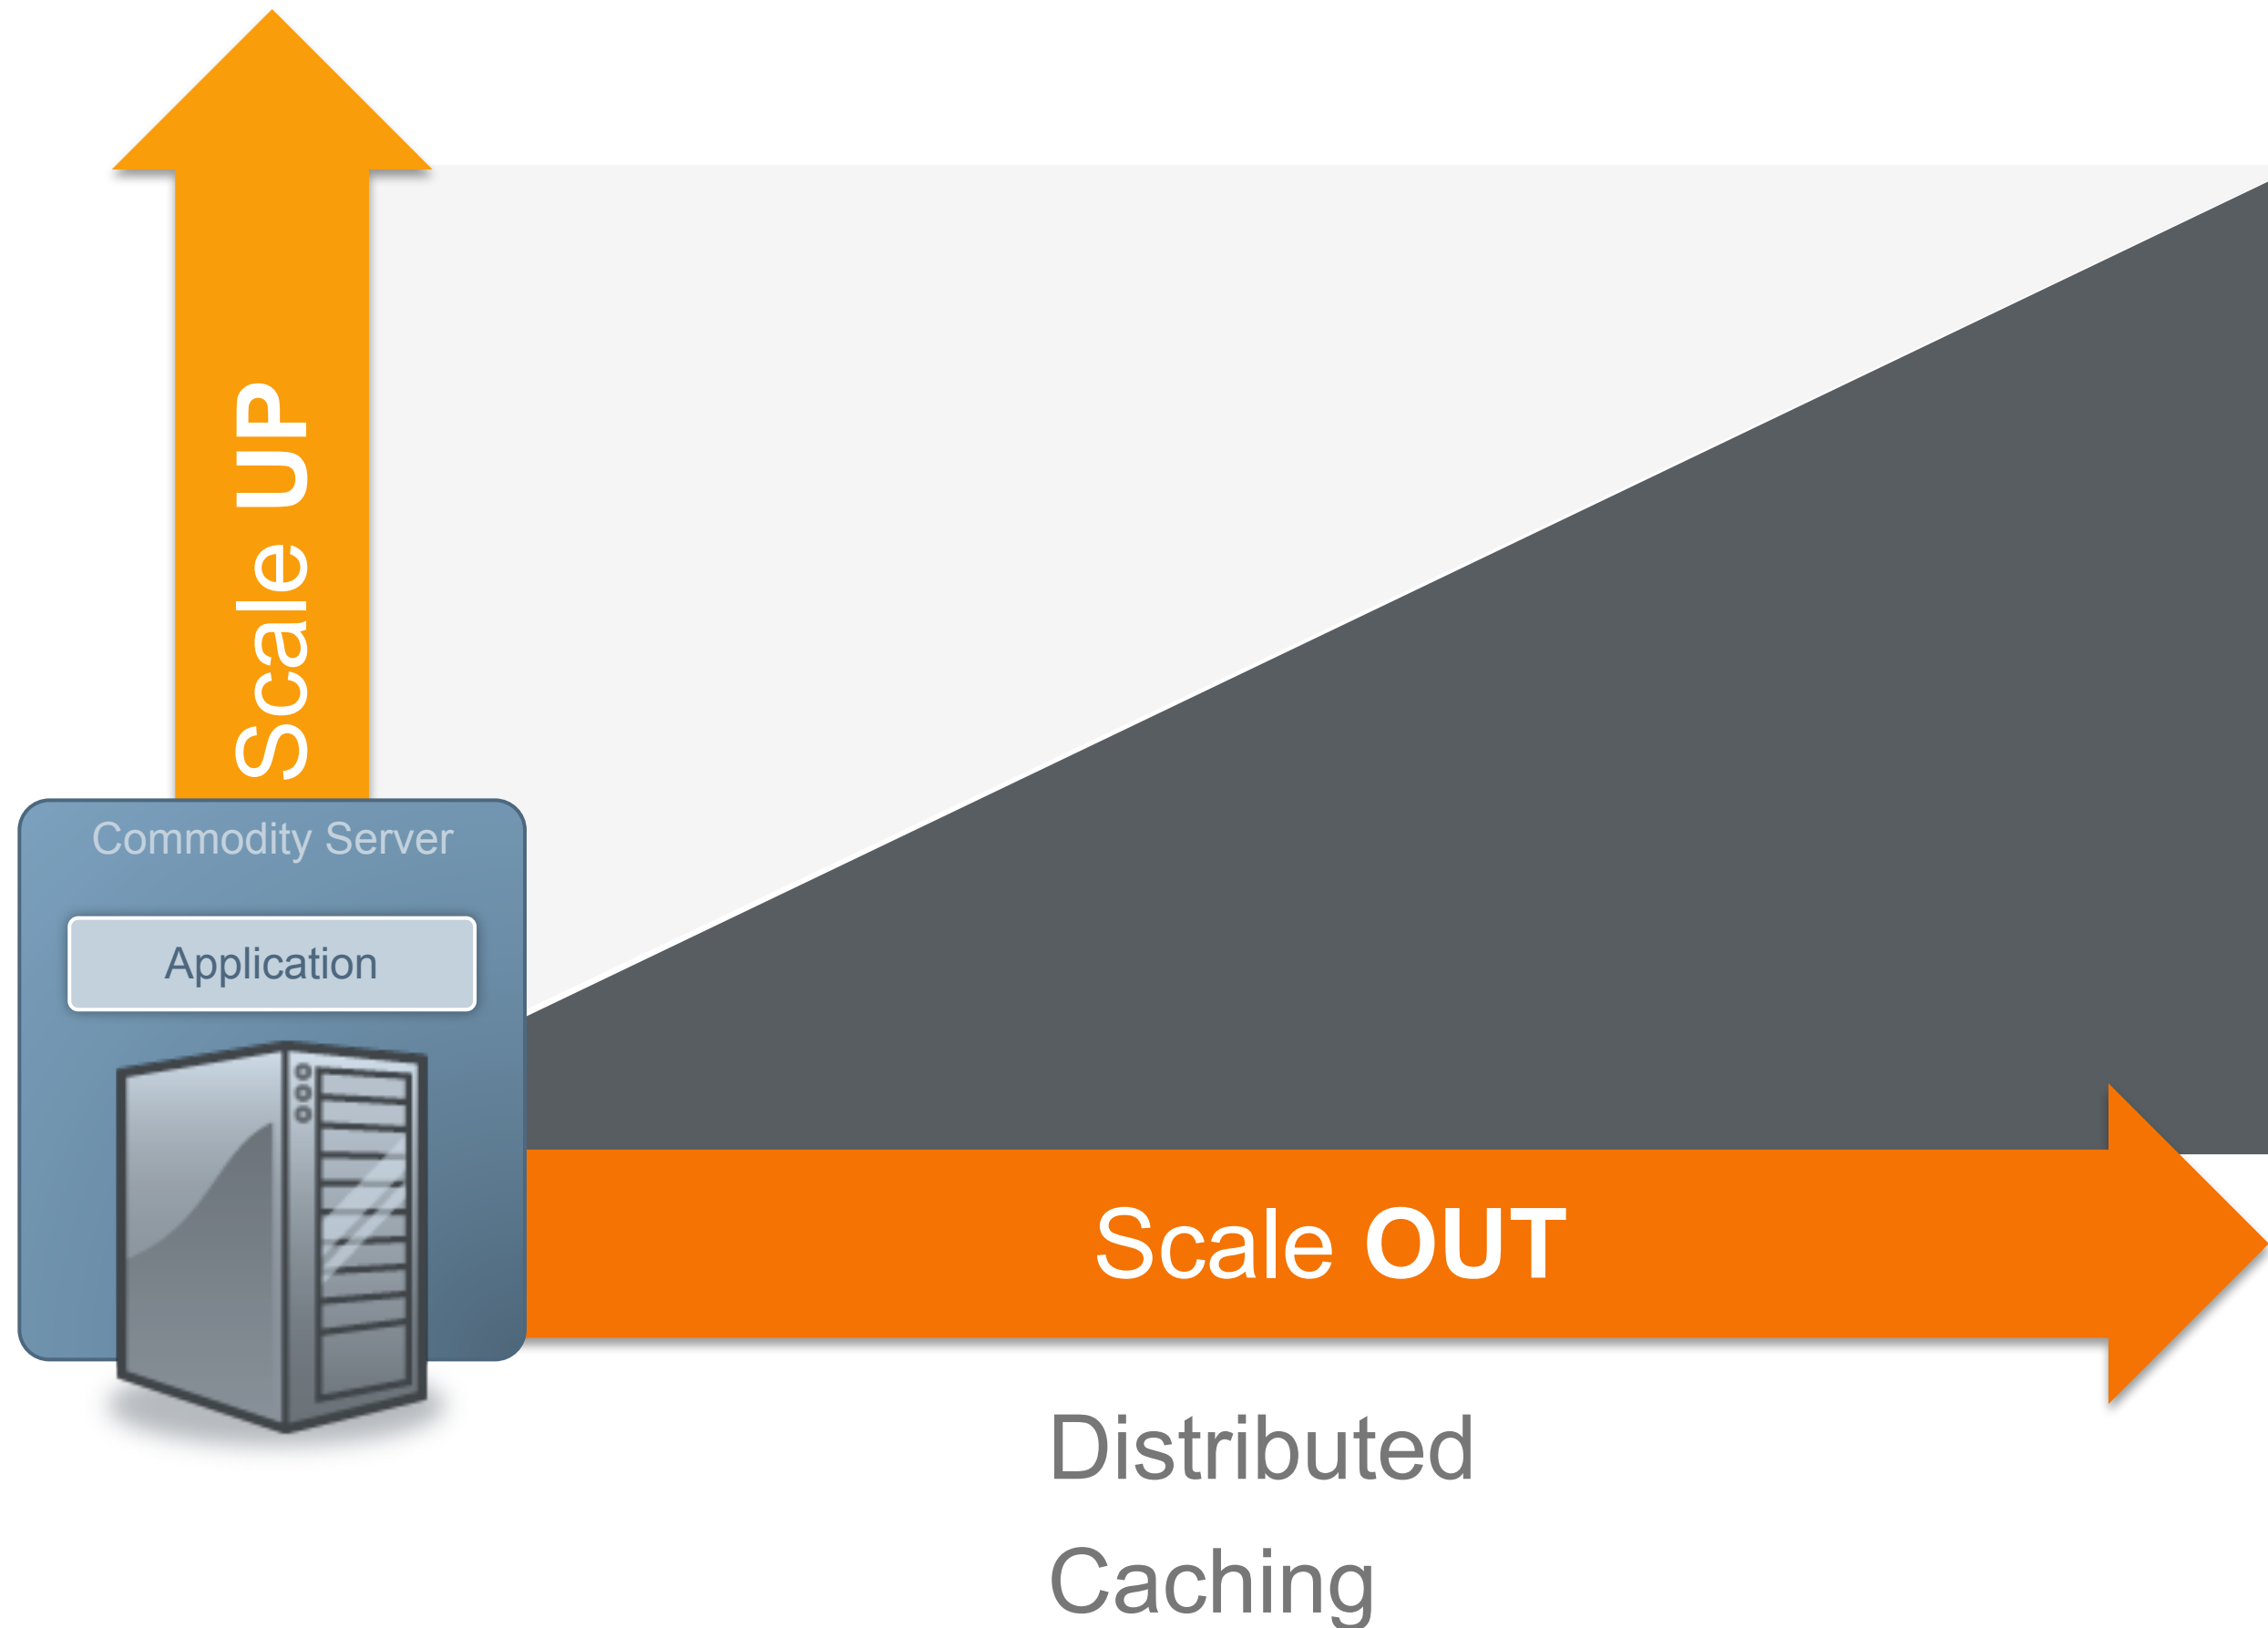 Scale UP
Commodity Server
Application
Scale OUT
Distributed
Caching